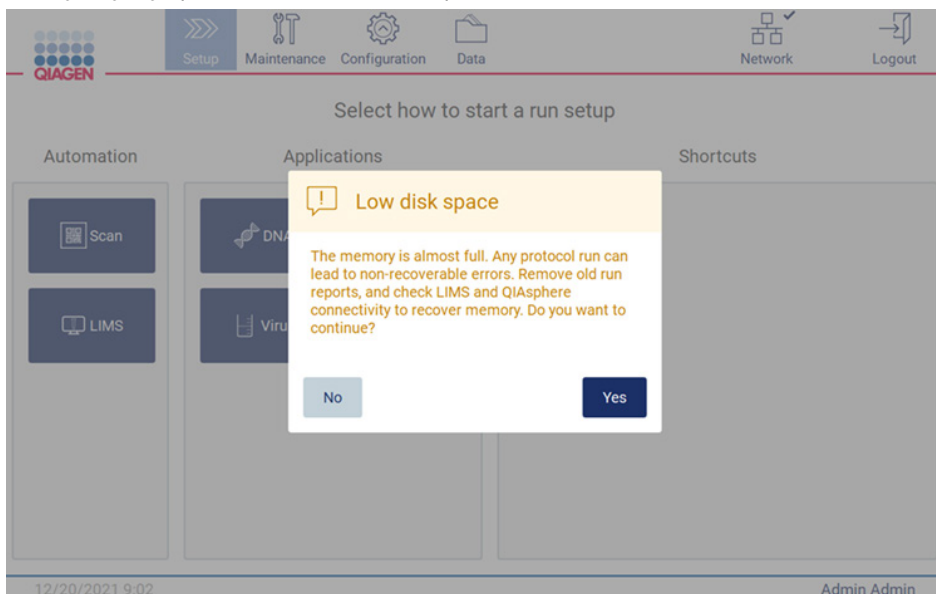 QIAGEN
Setup
Maintenance
Configuration
Data
Network
Logout
Select how to start a run setup
Automation
Applications
Shortcuts
Scan
LIMS
DNA
Viru
! Low disk space
The memory is almost full. Any protocol run can
lead to non-recoverable errors. Remove old run
reports, and check LIMS and QIAsphere
connectivity to recover memory. Do you want to
continue?
No
Yes
12/20/2021 9:02
Admin Admin